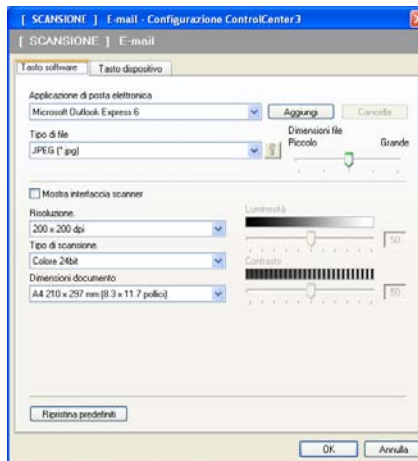 [ SCANSIONE ] E-mail - Configurazione ControlCenter3
[ SCANSIONE ] E-mail
Tasto software Tasto dispositivo
Applicazione di posta elettronica
Microsoft Outlook Express 6 Aggiungi Cancella
Tipo di file Dimensioni file
Piccolo Grande
JPEG (*.jpg)
Mostra interfaccia scanner
Risoluzione. Luminosità
200 x 200 dpi
50
Tipo di scansione.
Colore 24bit
Contrasto
Dimensioni documento
A4 210 x 297 mm (8.3 x 11.7 pollici)
50
Ripristina predefiniti
OK Annulla